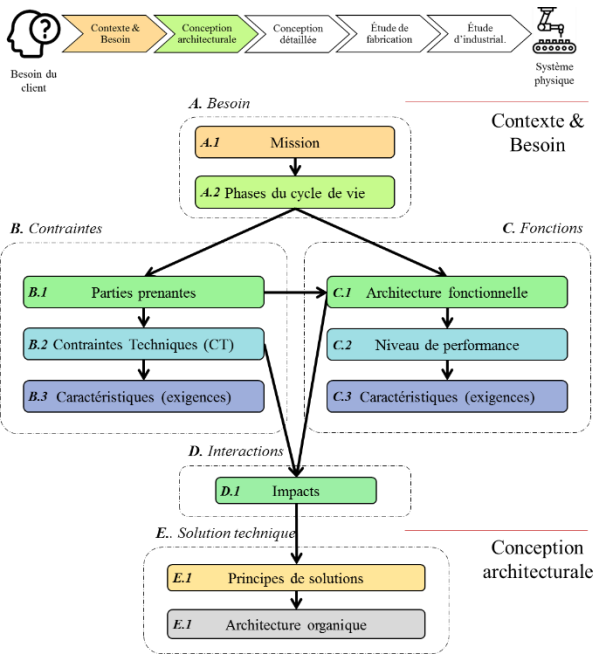 Contexte &
Besoin
Conception
architecturale
Conception
détaillée
Étude de
fabrication
Étude
d'industrial.
Besoin du
client
Système
physique
A. Besoin
Contexte &
Besoin
A.1 Mission
A.2 Phases du cycle de vie
B. Contraintes
C. Fonctions
B.1 Parties prenantes
C.1 Architecture fonctionnelle
B.2 Contraintes Techniques (CT)
C.2 Niveau de performance
B.3 Caractéristiques (exigences)
C.3 Caractéristiques (exigences)
D. Interactions
D.1 Impacts
E.. Solution technique
Conception
architecturale
E.1 Principes de solutions
E.1 Architecture organique